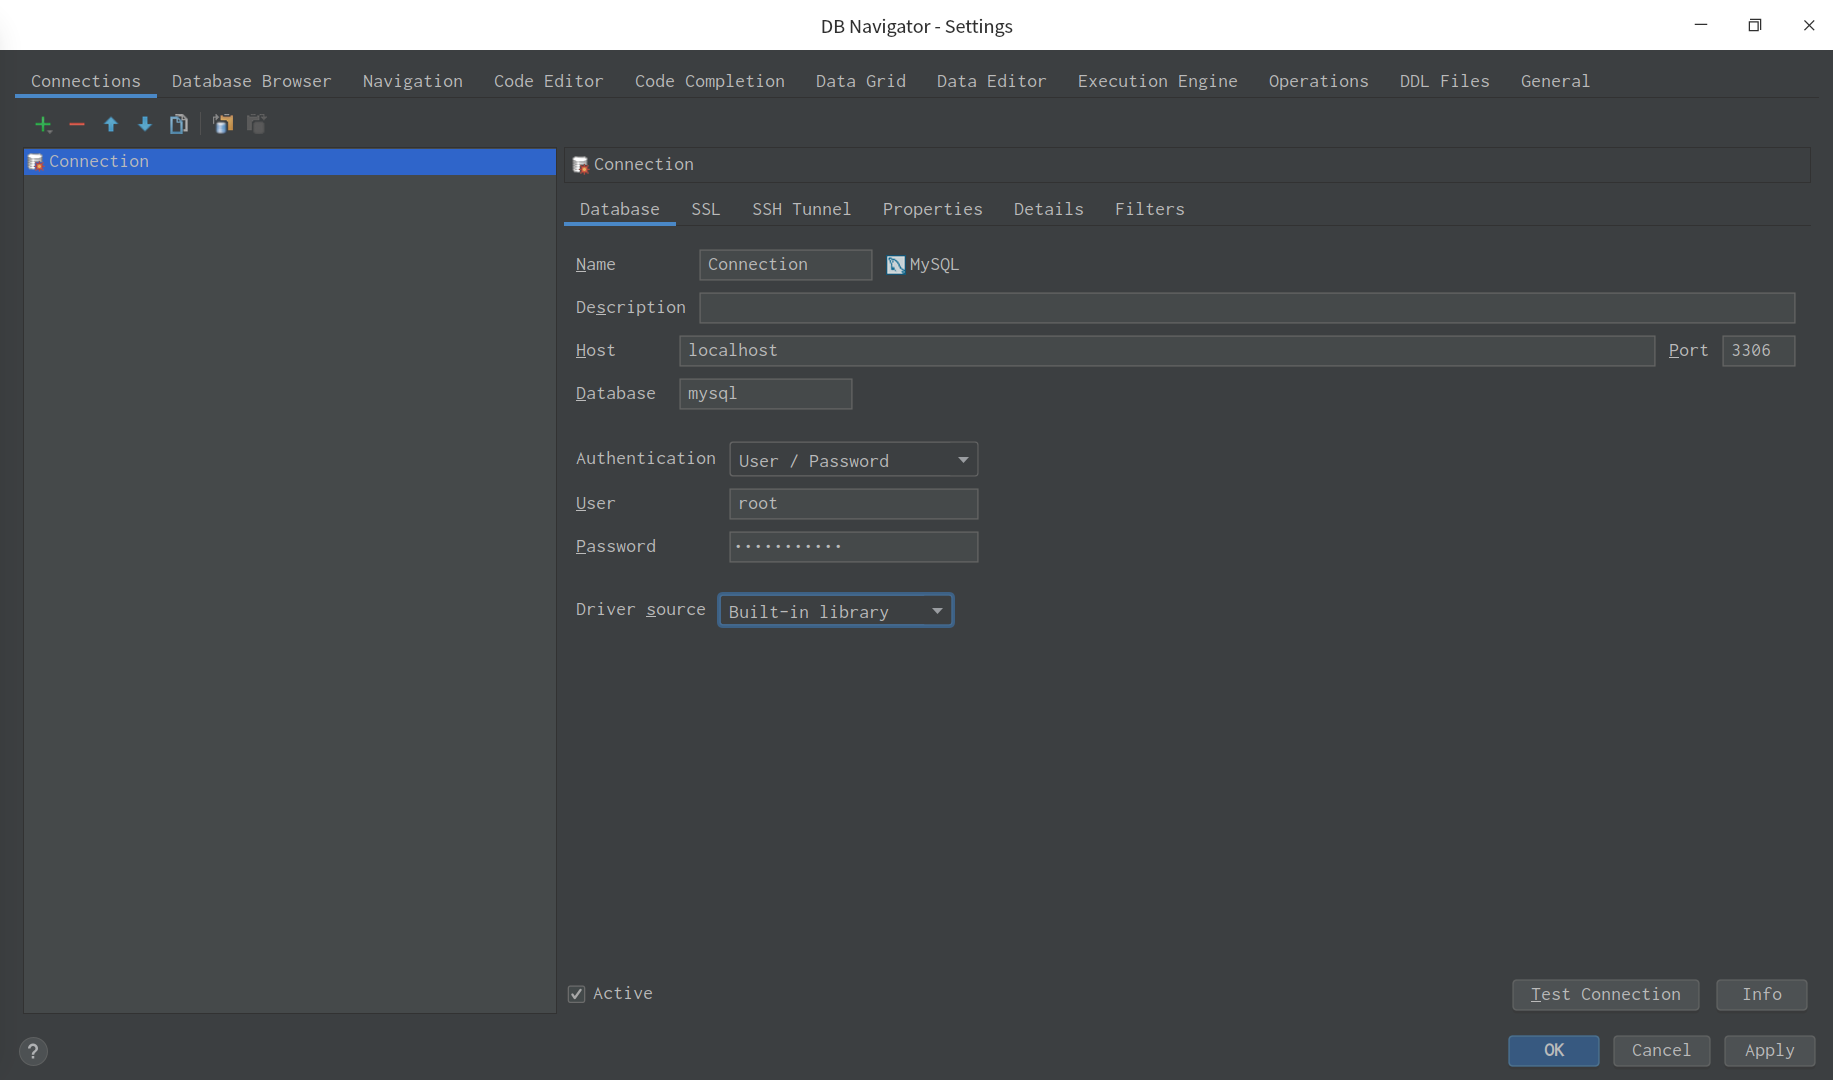 DB Navigator - Settings
Connections Database Browser Navigation Code Editor Code Completion Data Grid Data Editor Execution Engine Operations DDL Files General
Connection
Connection
Database SSL SSH Tunnel Properties Details Filters
Name Connection MySQL
Description
Host localhost Port 3306
Database mysql
Authentication User / Password
User root
Password ···········
Driver source Built-in library
Active
Test Connection Info
? OK Cancel Apply